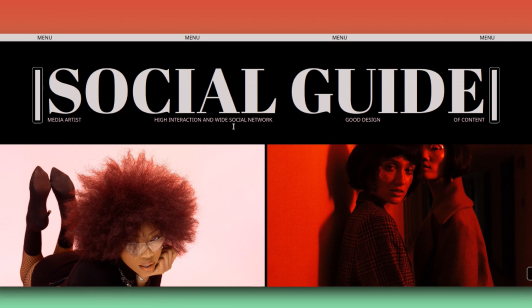 MENU MENU MENU MENU
SOCIAL GUIDE
MEDIA ARTIST HIGH INTERACTION AND WIDE SOCIAL NETWORK GOOD DESIGN OF CONTENT